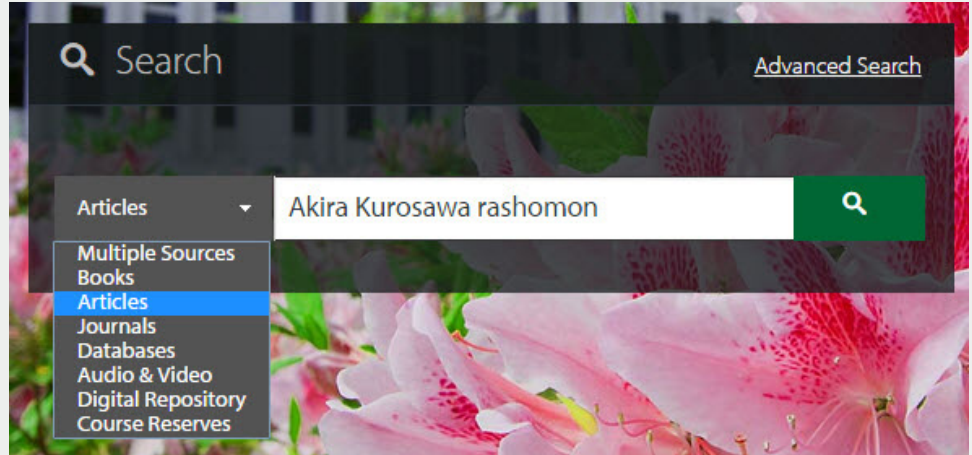 Search
Advanced Search
Articles
Akira Kurosawa rashomon
Multiple Sources
Books
Articles
Journals
Databases
Audio & Video
Digital Repository
Course Reserves